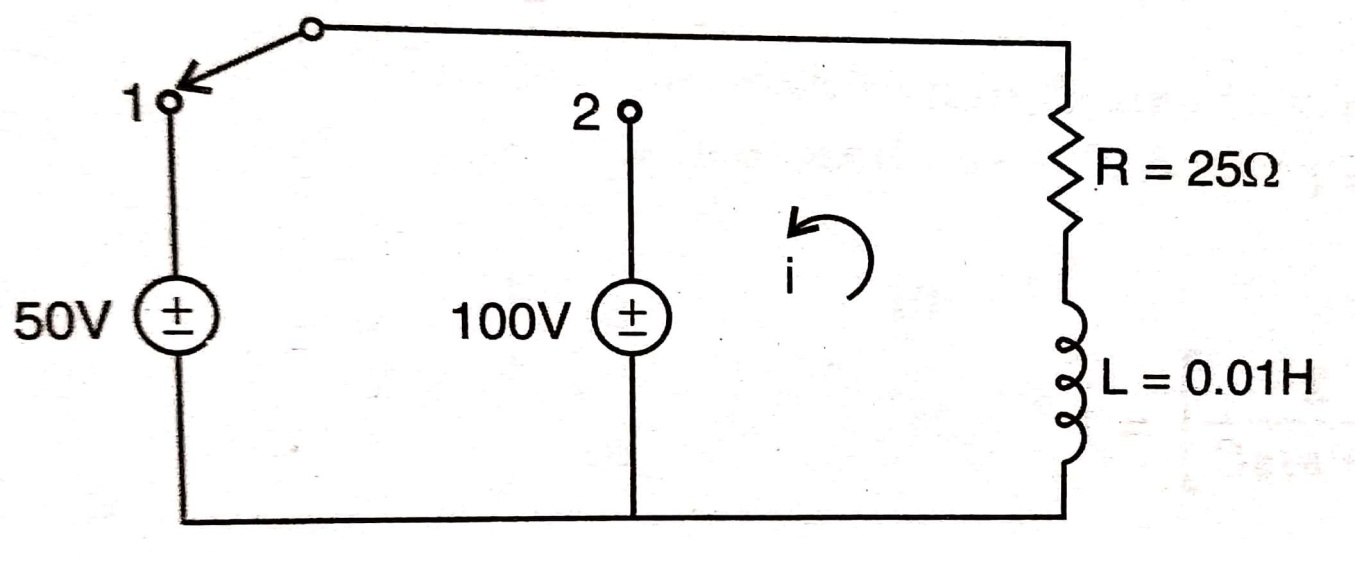 1
2
R = 25Ω
50V
±
100V
±
i
L = 0.01H